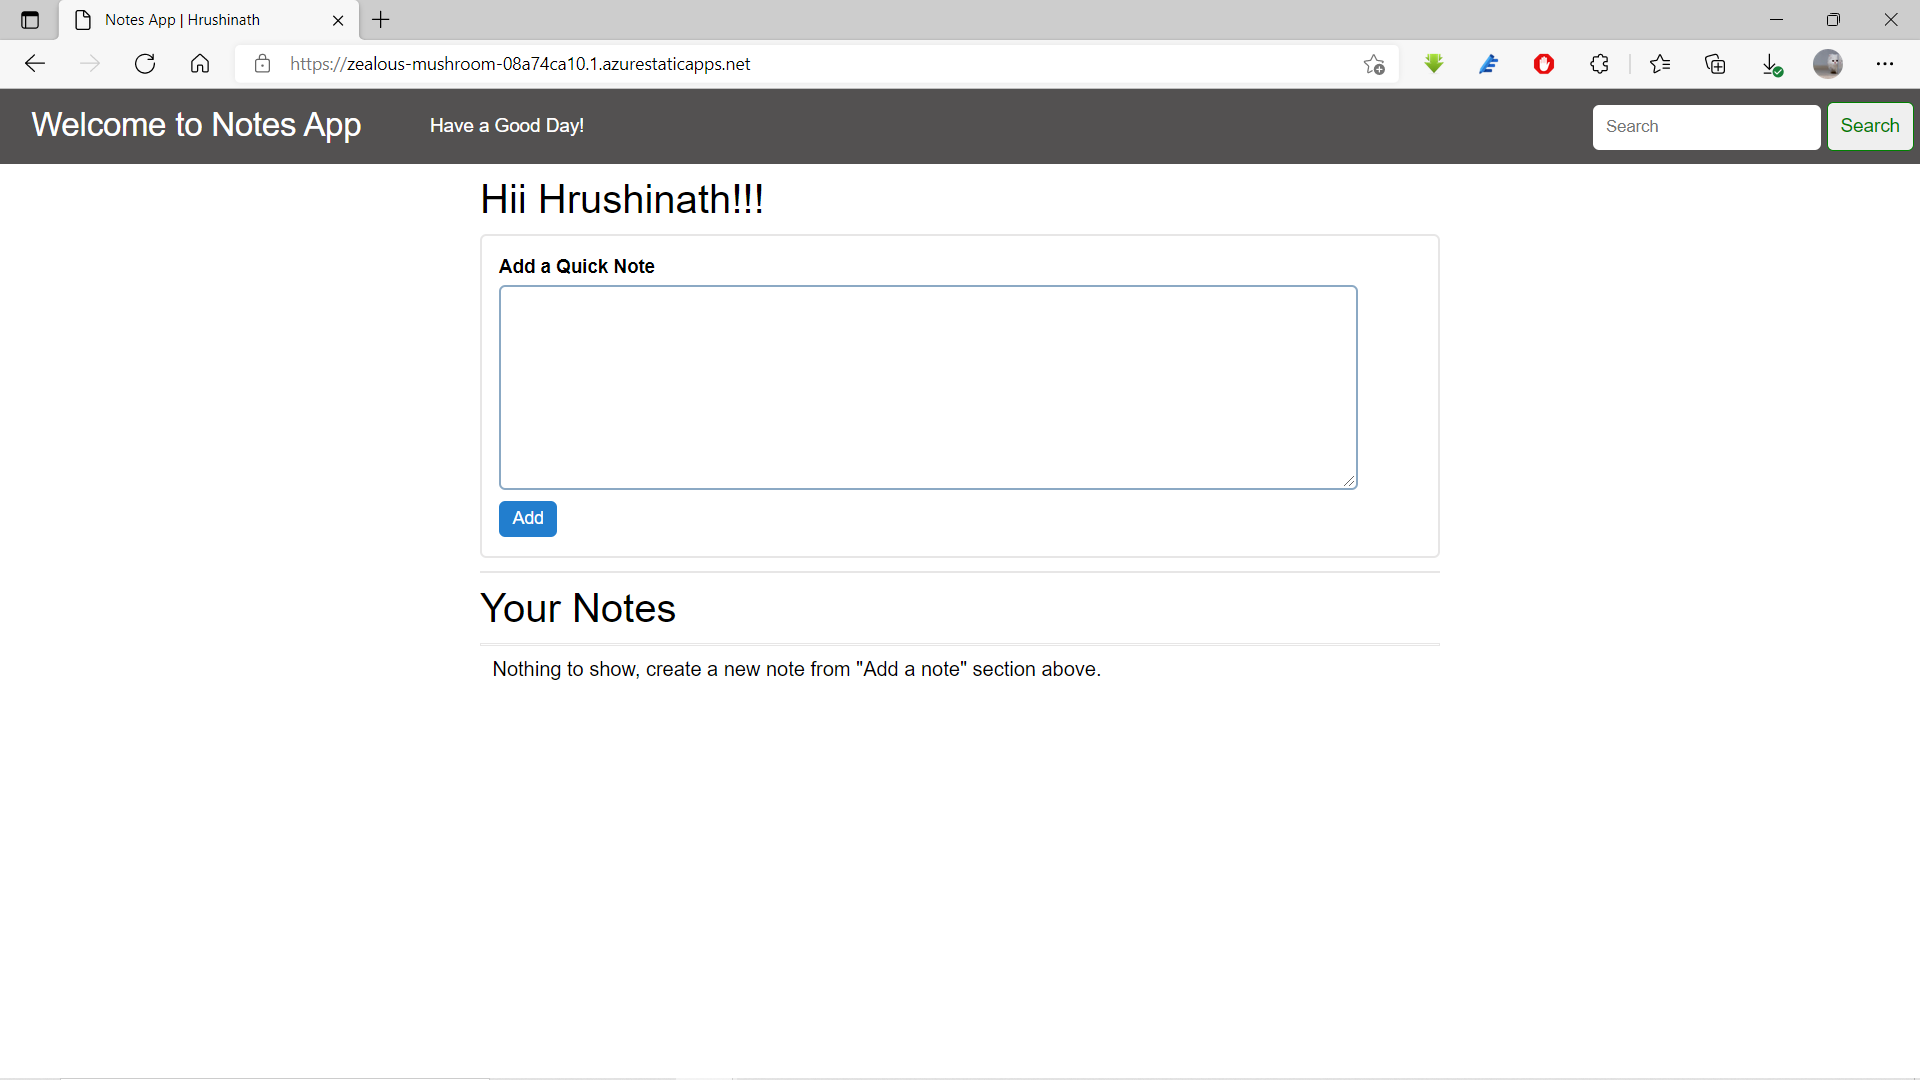 Notes App | Hrushinath
https://zealous-mushroom-08a74ca10.1.azurestaticapps.net
Welcome to Notes App
Have a Good Day!
Search
Search
Hii Hrushinath!!!
Add a Quick Note
Add
Your Notes
Nothing to show, create a new note from "Add a note" section above.